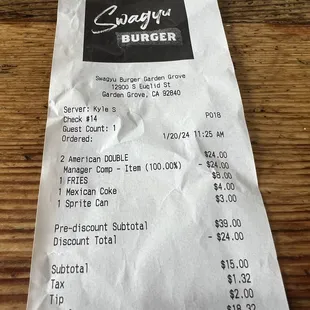 Swagyu
BURGER
Swagyu Burger Garden Grove
12900 S Euclid St
Garden Grove, CA 92840
Server: Kyle S
Check #14 P018
Guest Count: 1
Ordered: 1/20/24 11:25 AM
2 American DOUBLE $24.00
Manager Comp - Item (100.00%) - $24.00
1 FRIES $8.00
1 Mexican Coke $4.00
1 Sprite Can $3.00
Pre-discount Subtotal $39.00
Discount Total - $24.00
Subtotal $15.00
Tax $1.32
Tip $2.00
$18.32